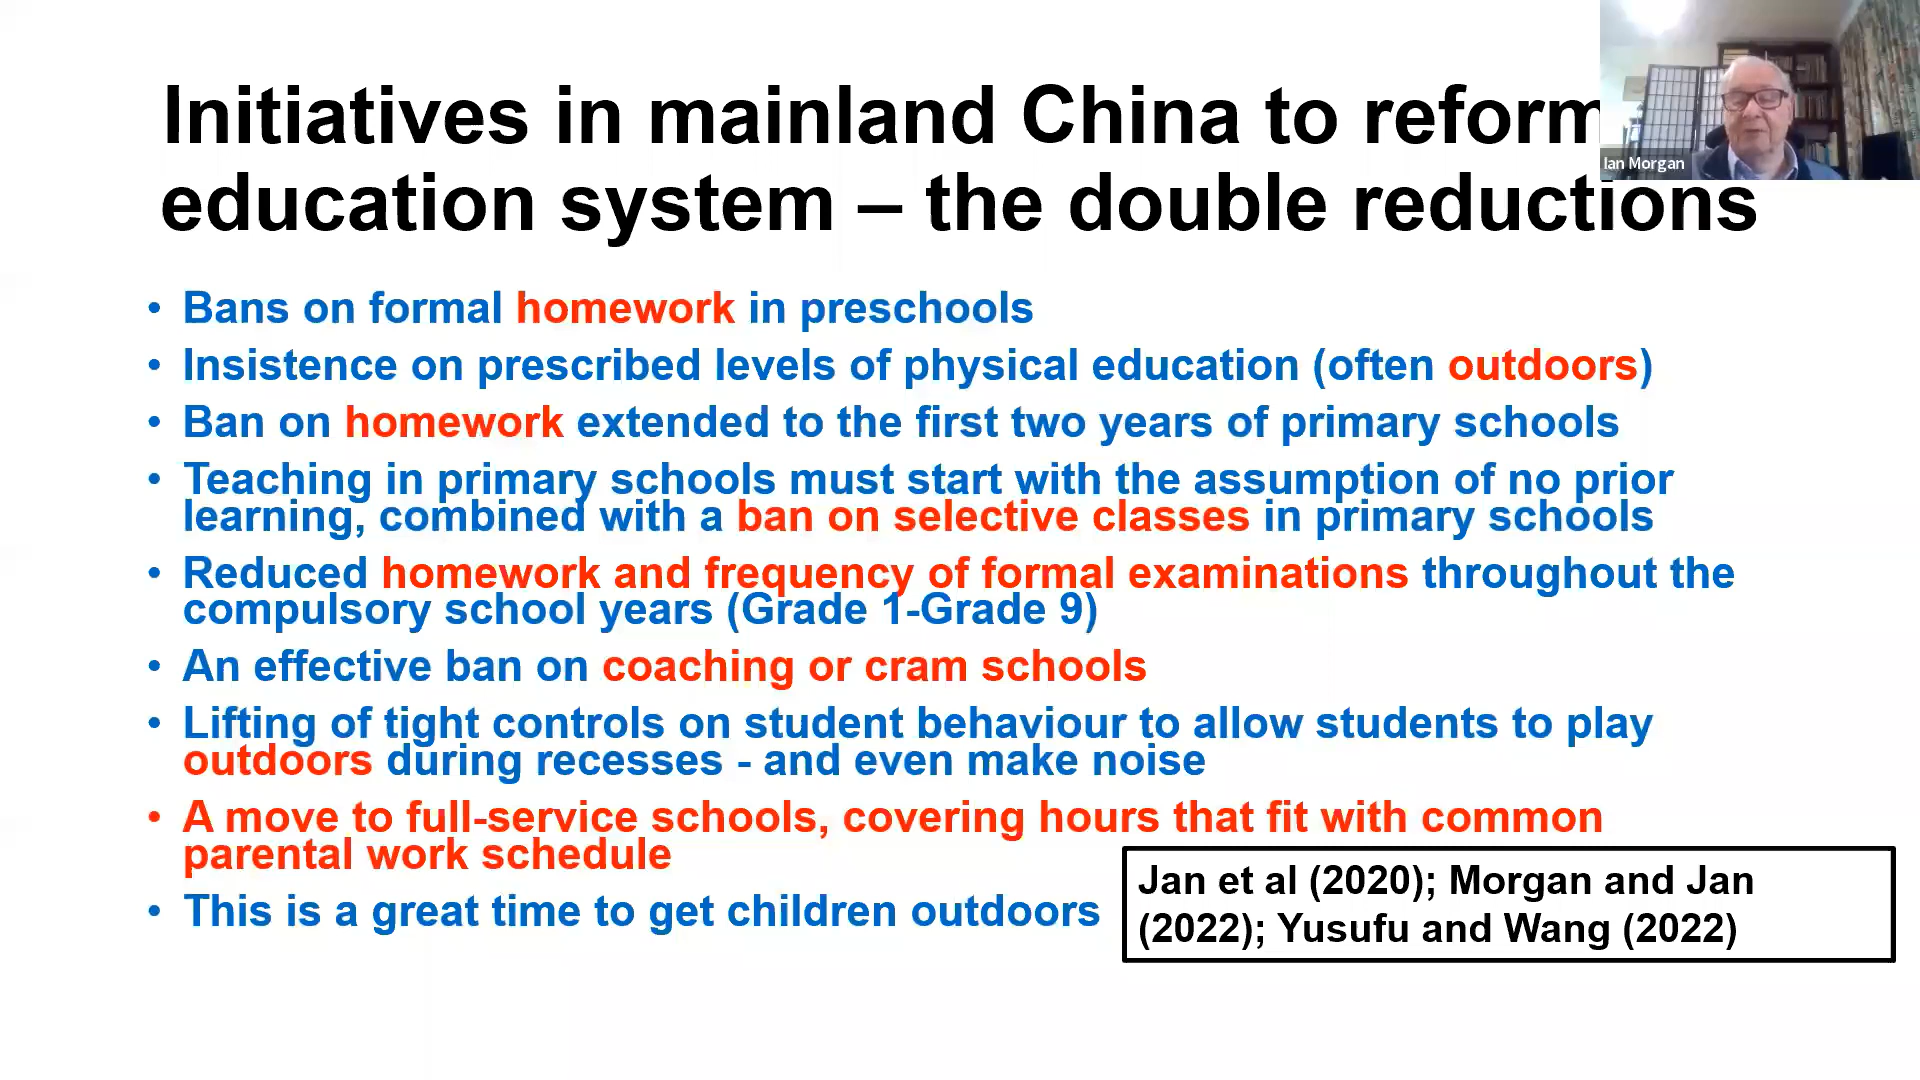 Initiatives in mainland China to reform
education system – the double reductions
Ian Morgan
• Bans on formal homework in preschools
• Insistence on prescribed levels of physical education (often outdoors)
• Ban on homework extended to the first two years of primary schools
• Teaching in primary schools must start with the assumption of no prior
learning, combined with a ban on selective classes in primary schools
• Reduced homework and frequency of formal examinations throughout the
compulsory school years (Grade 1-Grade 9)
• An effective ban on coaching or cram schools
• Lifting of tight controls on student behaviour to allow students to play
outdoors during recesses - and even make noise
• A move to full-service schools, covering hours that fit with common
parental work schedule
• This is a great time to get children outdoors
Jan et al (2020); Morgan and Jan
(2022); Yusufu and Wang (2022)